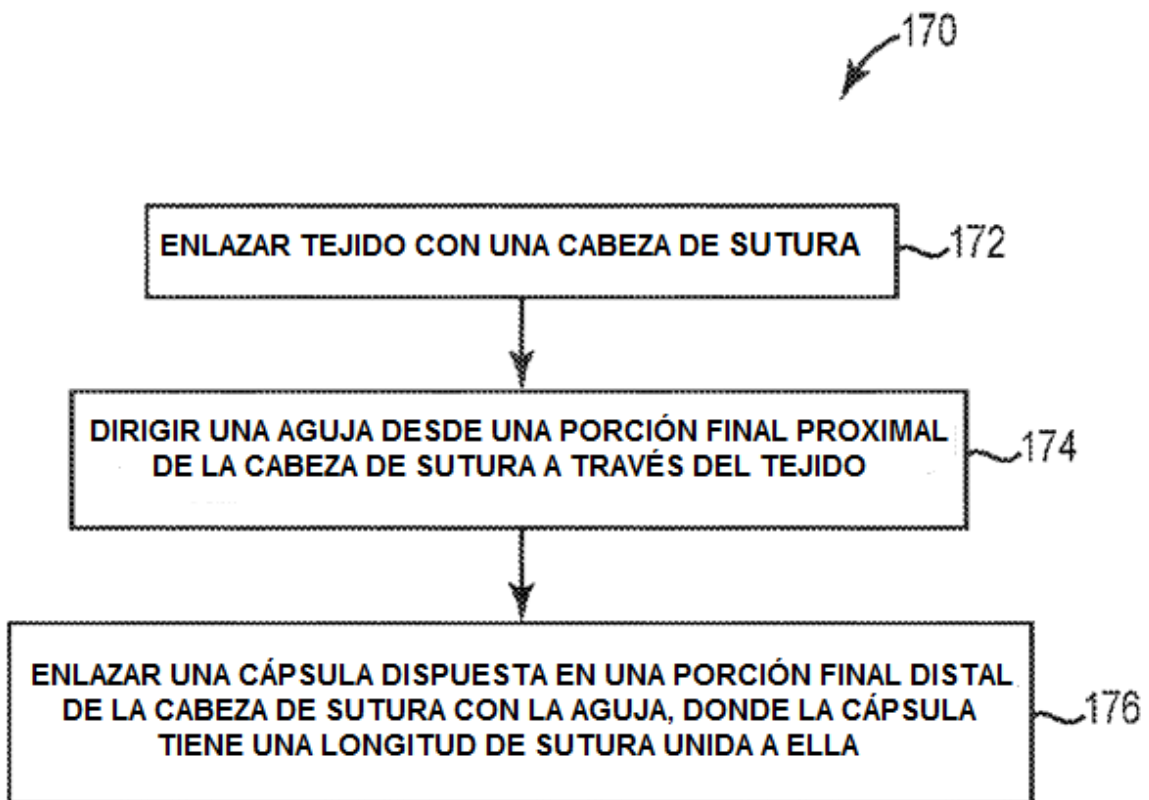 170
ENLAZAR TEJIDO CON UNA CABEZA DE SUTURA
172
DIRIGIR UNA AGUJA DESDE UNA PORCIÓN FINAL PROXIMAL
DE LA CABEZA DE SUTURA A TRAVÉS DEL TEJIDO
174
ENLAZAR UNA CÁPSULA DISPUESTA EN UNA PORCIÓN FINAL DISTAL
DE LA CABEZA DE SUTURA CON LA AGUJA, DONDE LA CÁPSULA
TIENE UNA LONGITUD DE SUTURA UNIDA A ELLA
176